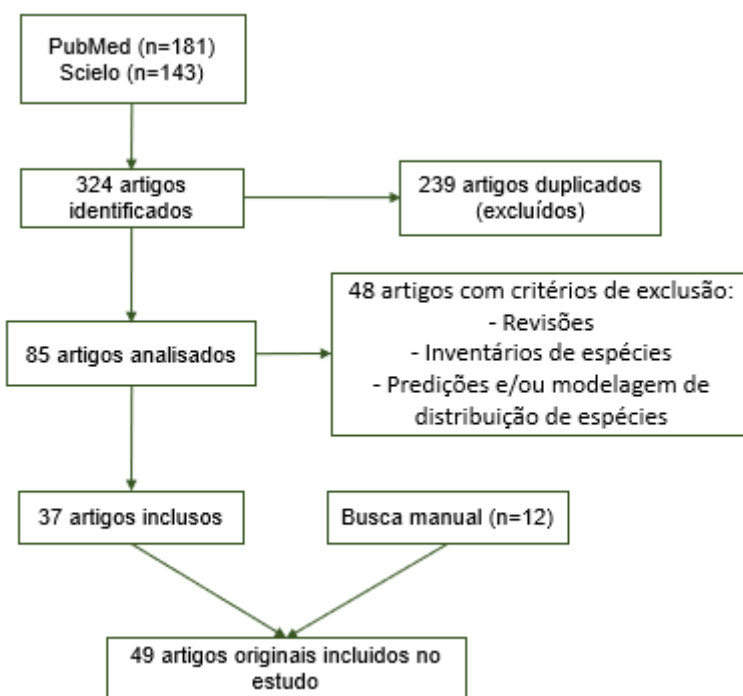 PubMed (n=181)
Scielo (n=143)
324 artigos
identificados
239 artigos duplicados
(excluídos)
48 artigos com critérios de exclusão:
- Revisões
- Inventários de espécies
- Predições e/ou modelagem de
distribuição de espécies
85 artigos analisados
37 artigos inclusos
Busca manual (n=12)
49 artigos originais incluidos no
estudo